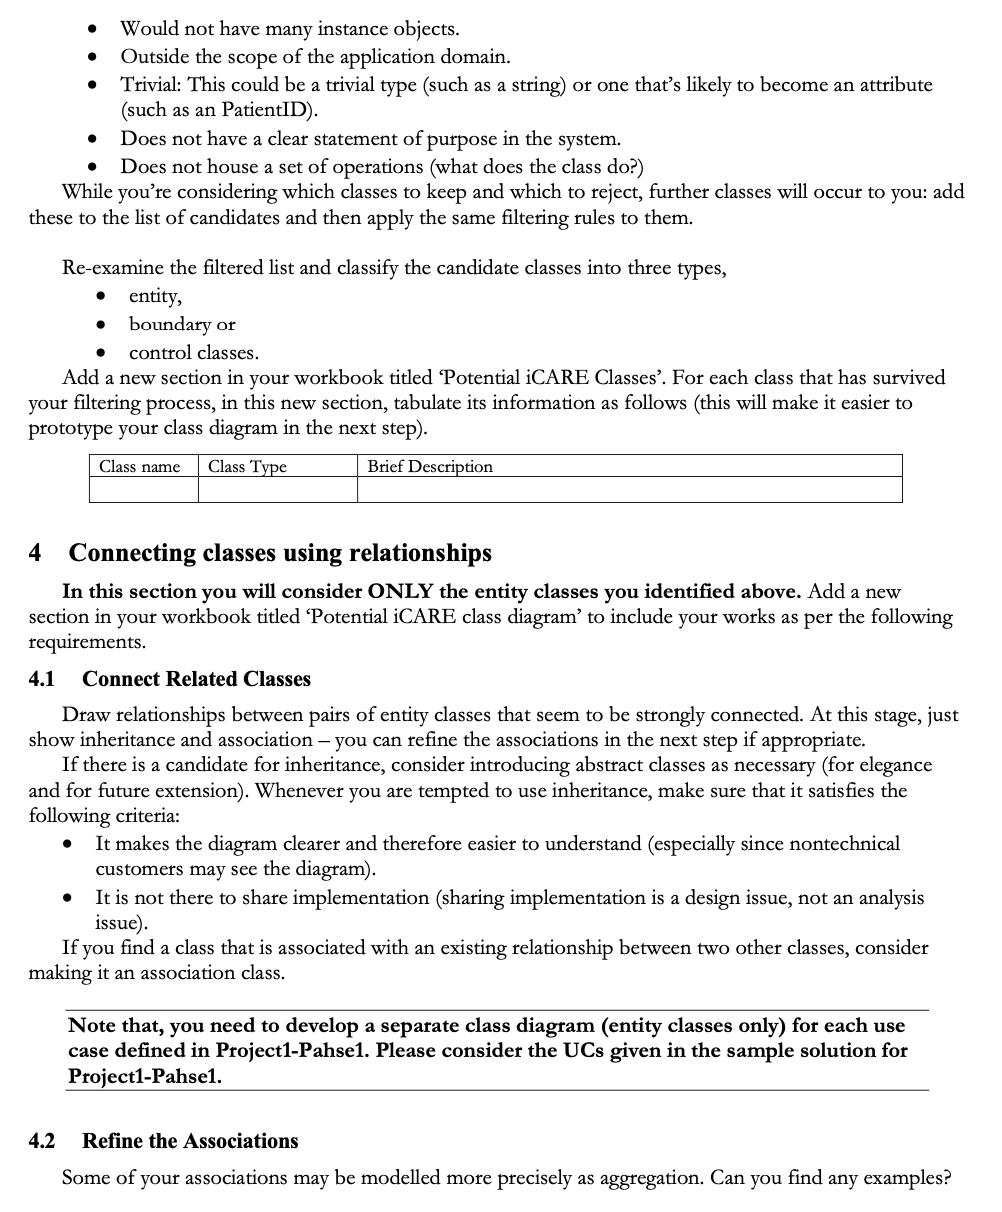 • Would not have many instance objects.
• Outside the scope of the application domain.
• Trivial: This could be a trivial type (such as a string) or one that’s likely to become an attribute
(such as an PatientID).
• Does not have a clear statement of purpose in the system.
• Does not house a set of operations (what does the class do?)
While you’re considering which classes to keep and which to reject, further classes will occur to you: add
these to the list of candidates and then apply the same filtering rules to them.
Re-examine the filtered list and classify the candidate classes into three types,
• entity,
• boundary or
• control classes.
Add a new section in your workbook titled ‘Potential iCARE Classes’. For each class that has survived
your filtering process, in this new section, tabulate its information as follows (this will make it easier to
prototype your class diagram in the next step).
Class name Class Type Brief Description
4 Connecting classes using relationships
In this section you will consider ONLY the entity classes you identified above. Add a new
section in your workbook titled ‘Potential iCARE class diagram’ to include your works as per the following
requirements.
4.1 Connect Related Classes
Draw relationships between pairs of entity classes that seem to be strongly connected. At this stage, just
show inheritance and association – you can refine the associations in the next step if appropriate.
If there is a candidate for inheritance, consider introducing abstract classes as necessary (for elegance
and for future extension). Whenever you are tempted to use inheritance, make sure that it satisfies the
following criteria:
• It makes the diagram clearer and therefore easier to understand (especially since nontechnical
customers may see the diagram).
• It is not there to share implementation (sharing implementation is a design issue, not an analysis
issue).
If you find a class that is associated with an existing relationship between two other classes, consider
making it an association class.
Note that, you need to develop a separate class diagram (entity classes only) for each use
case defined in Project1-Pahse1. Please consider the UCs given in the sample solution for
Project1-Pahse1.
4.2 Refine the Associations
Some of your associations may be modelled more precisely as aggregation. Can you find any examples?